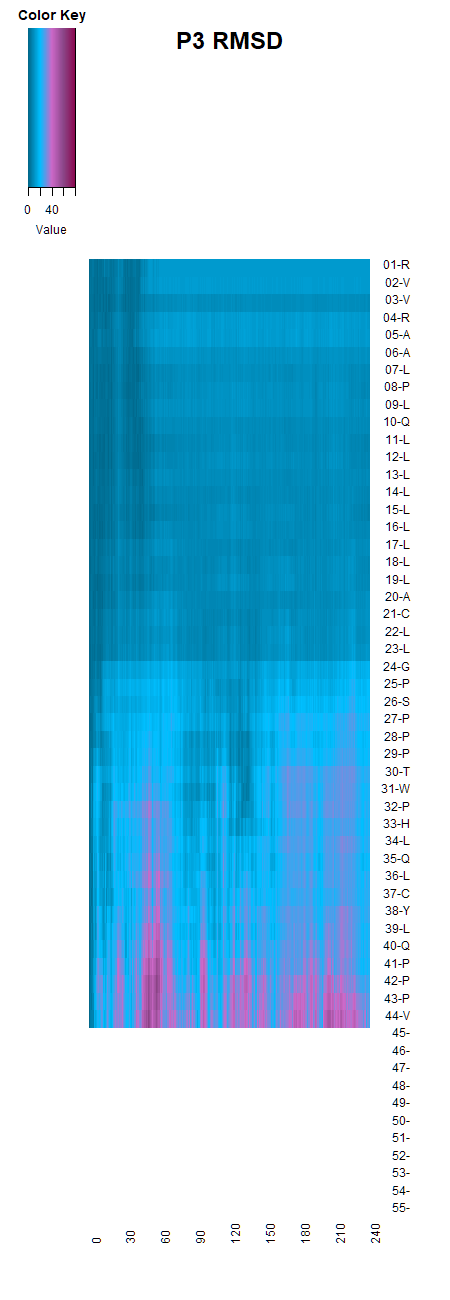 Color Key
P3 RMSD
0 40
Value
01-R
02-V
03-V
04-R
05-A
06-A
07-L
08-P
09-L
10-Q
11-L
12-L
13-L
14-L
15-L
16-L
17-L
18-L
19-L
20-A
21-C
22-L
23-L
24-G
25-P
26-S
27-P
28-P
29-P
30-T
31-W
32-P
33-H
34-L
35-Q
36-L
37-C
38-Y
39-L
40-Q
41-P
42-P
43-P
44-V
45-
46-
47-
48-
49-
50-
51-
52-
53-
54-
55-
0 30 60 90 120 150 180 210 240